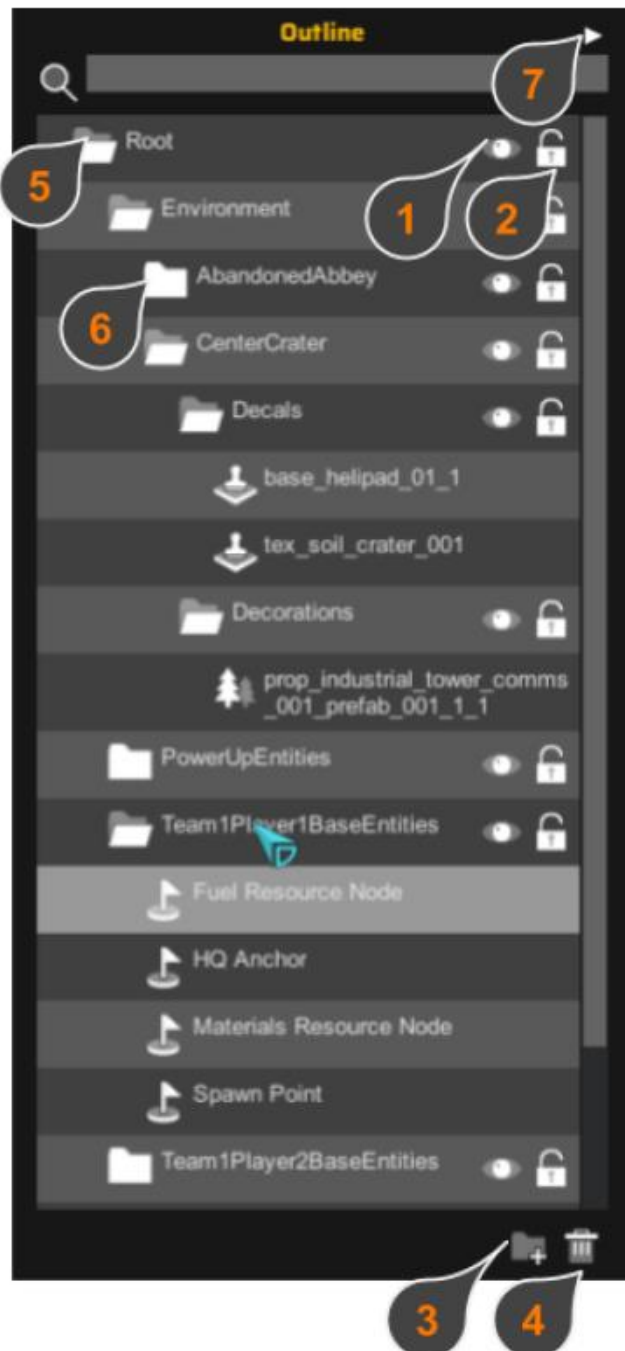 Outline
7
Root
5
1
2
Environment
AbandonedAbbey
6
CenterCrater
Decals
base_helipad_01_1
tex_soil_crater_001
Decorations
prop_industrial_tower_comms
_001_prefab_001_1_1
PowerUpEntities
Team1Player1BaseEntities
Fuel Resource Node
HQ Anchor
Materials Resource Node
Spawn Point
Team1Player2BaseEntities
3
4